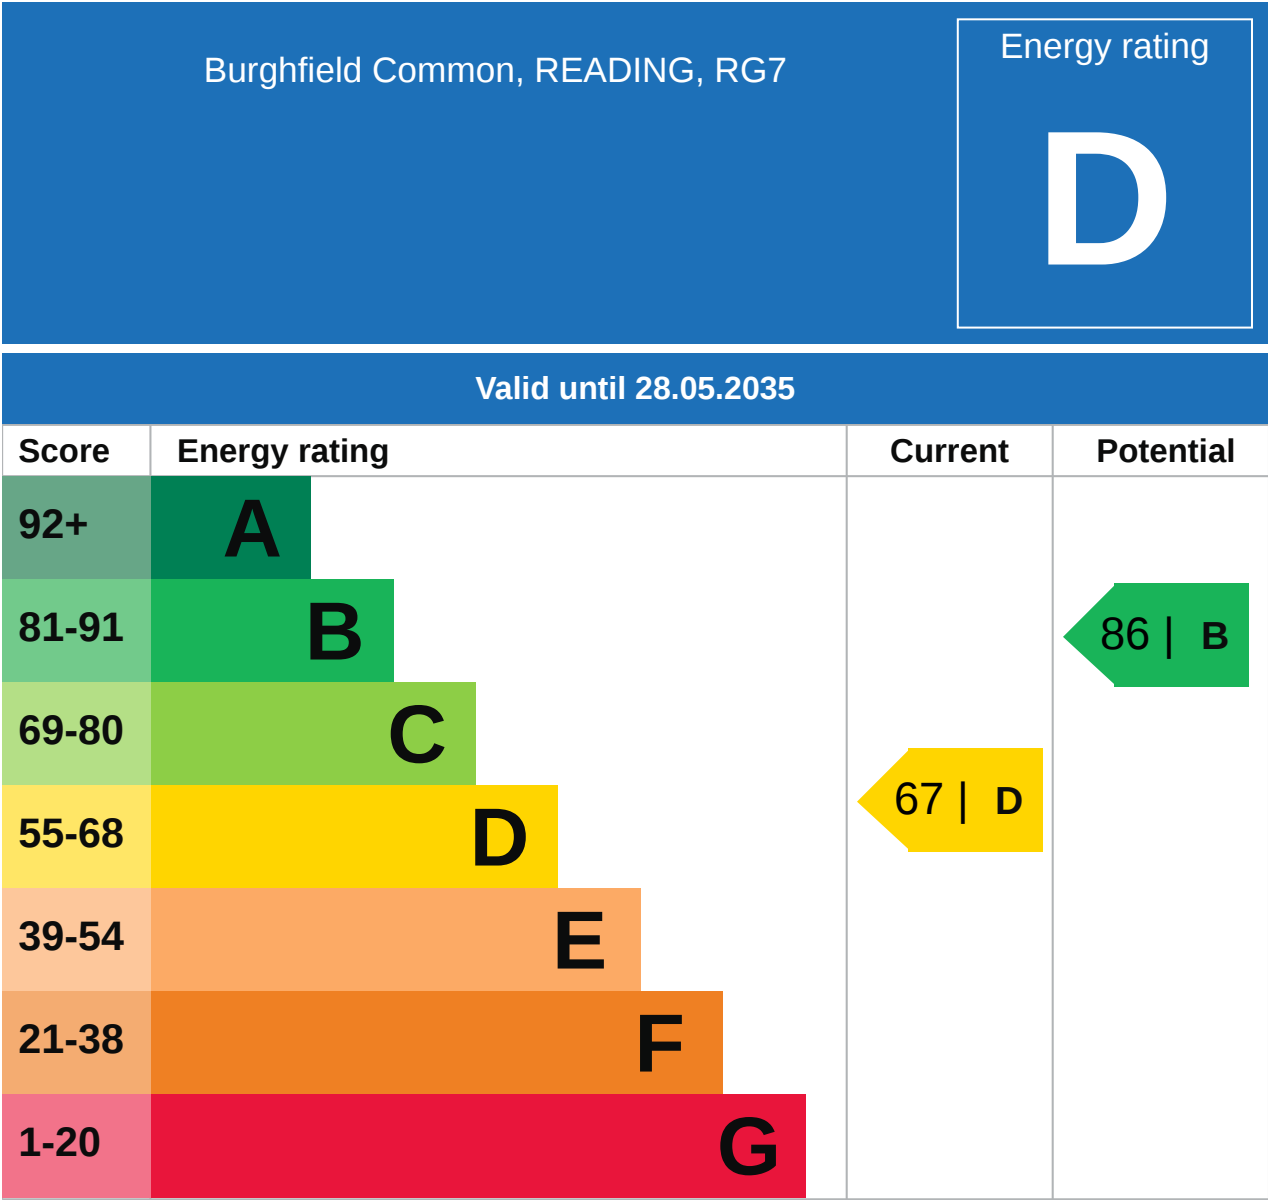 Burghfield Common, READING, RG7
Energy rating
D
Valid until 28.05.2035
Score Energy rating Current Potential
92+ A
81-91 B
86 | B
69-80 C
67 | D
55-68 D
39-54 E
21-38 F
1-20 G